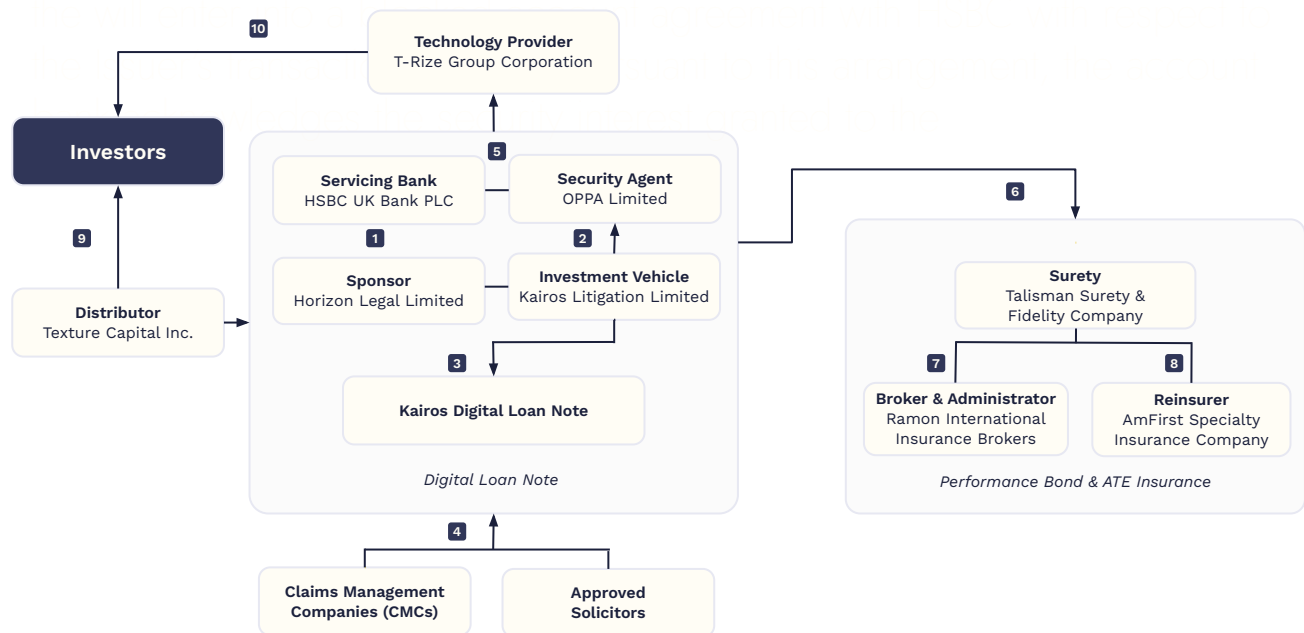 10
Technology Provider
T-Rize Group Corporation
Investors
5
Servicing Bank
HSBC UK Bank PLC
Security Agent
OPPA Limited
6
9
1
2
Sponsor
Horizon Legal Limited
Investment Vehicle
Kairos Litigation Limited
Surety
Talisman Surety &
Fidelity Company
Distributor
Texture Capital Inc.
3
7
8
Kairos Digital Loan Note
Broker & Administrator
Ramon International
Insurance Brokers
Reinsurer
AmFirst Specialty
Insurance Company
Digital Loan Note
Performance Bond & ATE Insurance
4
Claims Management
Companies (CMCs)
Approved
Solicitors